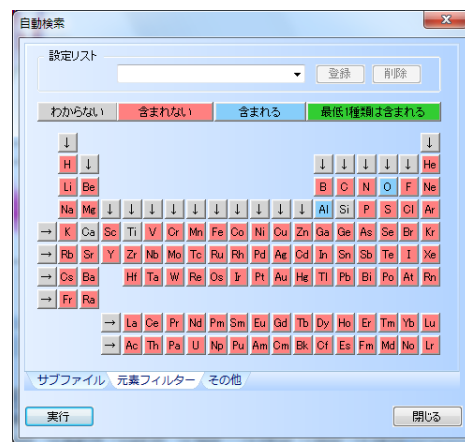 自動検索
設定リスト
登録 削除
わからない 含まれない 含まれる 最低1種類は含まれる
↓ ↓
H ↓ ↓ ↓ ↓ ↓ ↓ He
Li Be B C N O F Ne
Na Mg ↓ ↓ ↓ ↓ ↓ ↓ ↓ ↓ ↓ ↓ Al Si P S Cl Ar
→ K Ca Sc Ti V Cr Mn Fe Co Ni Cu Zn Ga Ge As Se Br Kr
→ Rb Sr Y Zr Nb Mo Tc Ru Rh Pd Ag Cd In Sn Sb Te I Xe
→ Cs Ba Hf Ta W Re Os Ir Pt Au Hg Tl Pb Bi Po At Rn
→ Fr Ra
→ La Ce Pr Nd Pm Sm Eu Gd Tb Dy Ho Er Tm Yb Lu
→ Ac Th Pa U Np Pu Am Cm Bk Cf Es Fm Md No Lr
サブファイル 元素フィルター その他
実行 閉じる